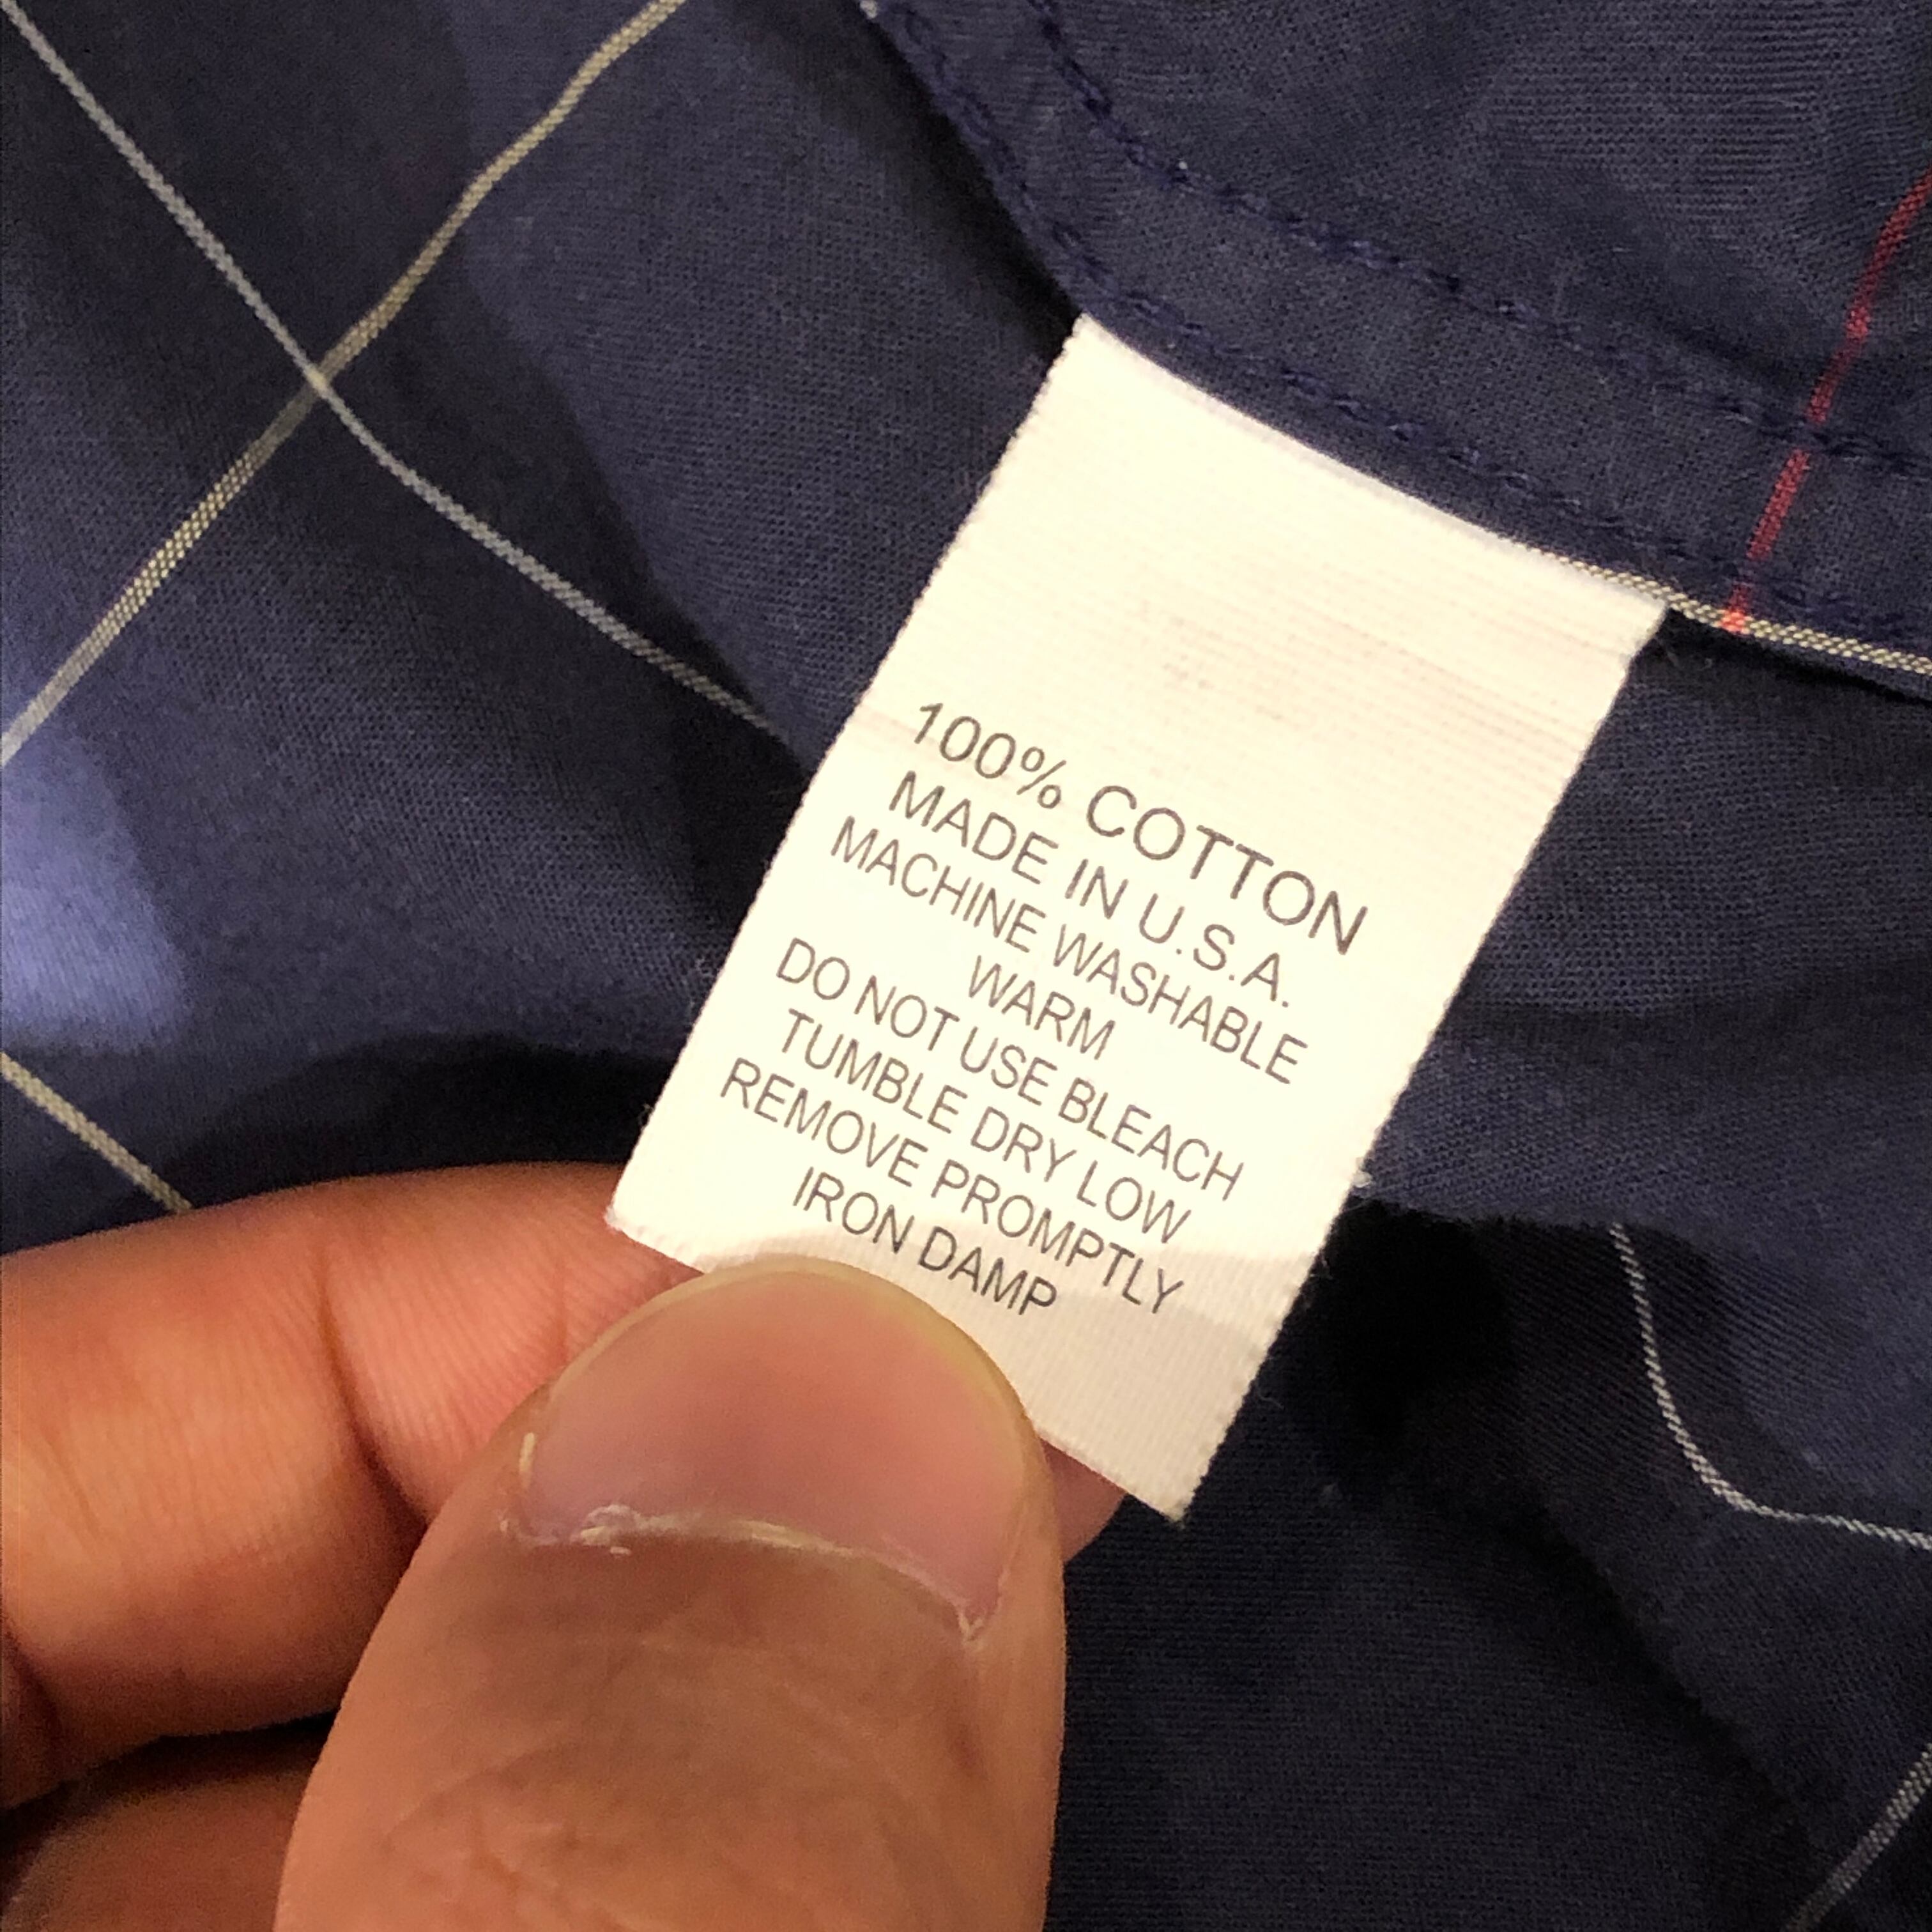 100% COTTON
MADE IN U.S.A.
MACHINE WASHABLE
WARM
DO NOT USE BLEACH
TUMBLE DRY LOW
REMOVE PROMPTLY
IRON DAMP